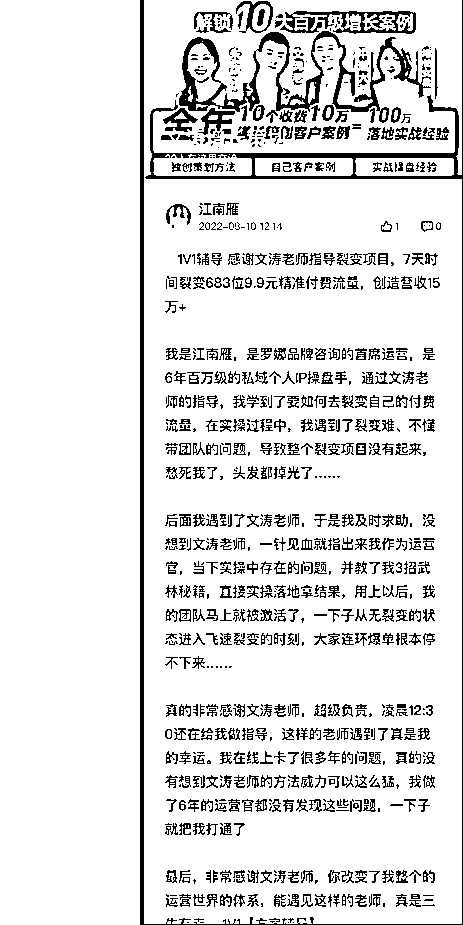 解锁10大百万级增长案例
全年
10个收费10万
客户案例
=
100万
落地实战经验
独创策划方法
自己客户案例
实战操盘经验
江南雁
2022-08-10 12:14
1
0
1V1辅导 感谢文涛老师指导裂变项目，7天时
间裂变683位9.9元精准付费流量，创造营收15
万+
我是江南雁，是罗娜品牌咨询的首席运营，是
6年百万级的私域个人IP操盘手，通过文涛老
师的指导，我学到了要如何去裂变自己的付费
流量，在实操过程中，我遇到了裂变难、不懂
带团队的问题，导致整个裂变项目没有起来，
愁死我了，头发都掉光了……
后面我遇到了文涛老师，于是我及时求助，没
想到文涛老师，一针见血就指出来我作为运营
官，当下实操中存在的问题，并教了我3招武
林秘籍，直接实操落地拿结果，用上以后，我
的团队马上就被激活了，一下子从无裂变的状
态进入飞速裂变的时刻，大家连环爆单根本停
不下来……
真的非常感谢文涛老师，超级负责，凌晨12:3
0还在给我做指导，这样的老师遇到了真是我
的幸运。我在线上卡了很多年的问题，真的没
有想到文涛老师的方法威力可以这么猛，我做
了6年的运营官都没有发现这些问题，一下子
就把我打通了
最后，非常感谢文涛老师，你改变了我整个的
运营世界的体系，能遇见这样的老师，真是三